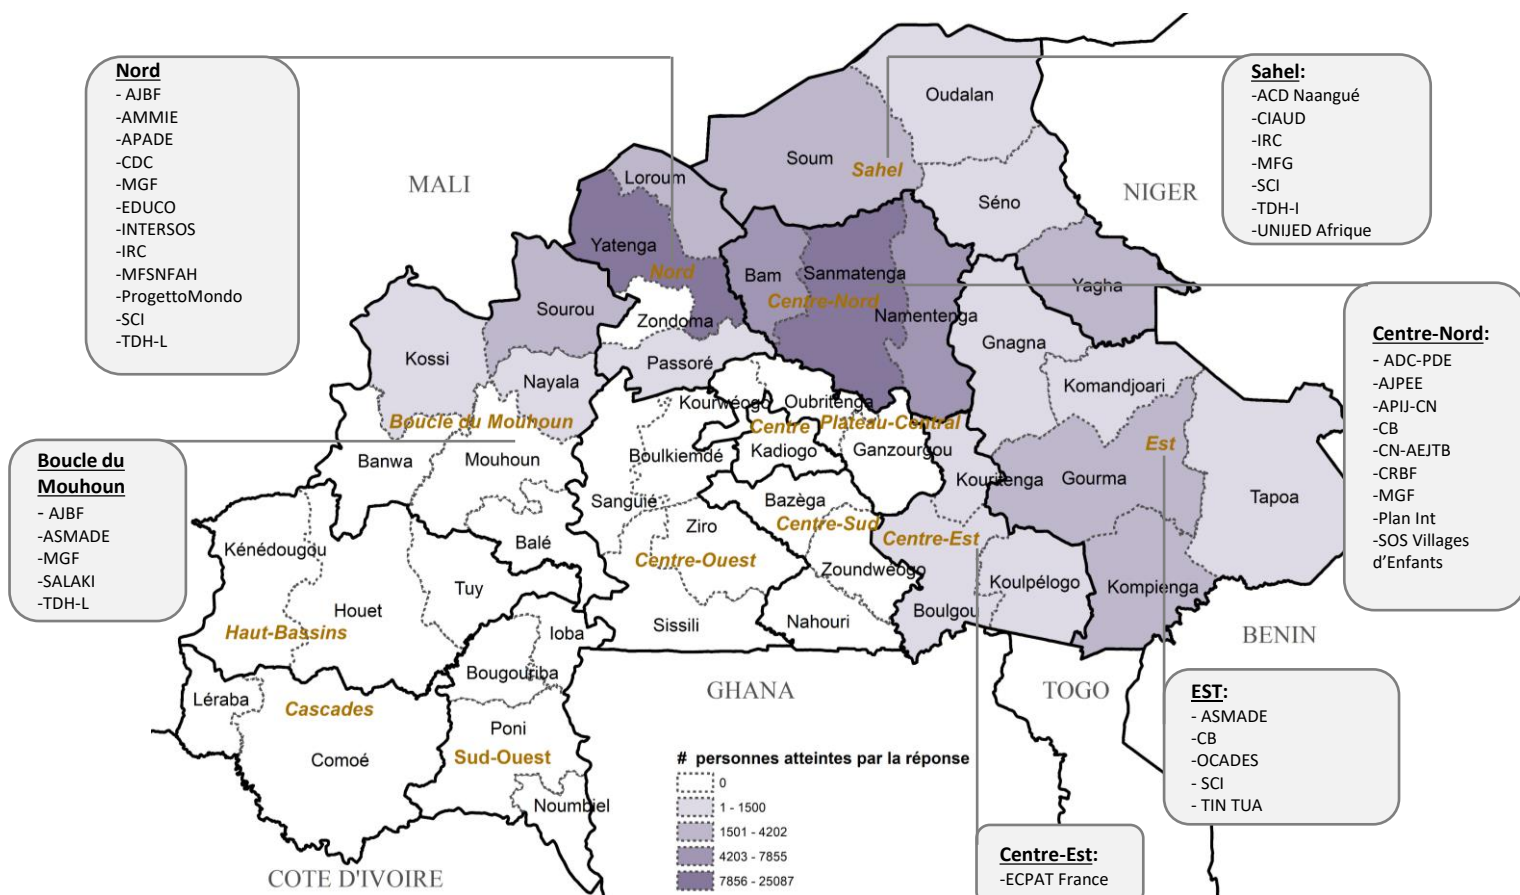 Nord
- AJBF
-AMMIE
-APADE
-CDC
-MGF
-EDUCO
-INTERSOS
-IRC
-MFSNFAH
-ProgettoMondo
-SCI
-TDH-L
Sahel:
-ACD Naangué
-CIAUD
-IRC
-MFG
-SCI
-TDH-I
-UNIJED Afrique
MALI
NIGER
Oudalan
Soum
Sahel
Loroum
Séno
Yatenga
Nord
Bam
Sanmatenga
Centre-Nord
Namentenga
Yagha
Sourou
Zondoma
Gnagna
Kossi
Passoré
Nayala
Komandjoari
Kourwéogo
Oubritenga
Boucle du Mouhoun
Centre
Plateau-Central
Est
Banwa
Mouhoun
Boulkiemdé
Kadiogo
Ganzourgou
Kouritenga
Gourma
Tapoa
Sanguié
Bazèga
Kénédougou
Balé
Ziro
Centre-Sud
Centre-Est
Centre-Ouest
Zoundwéogo
Koulpélogo
Kompienga
Tuy
Houet
Boulgou
Haut-Bassins
Ioba
Sissili
Nahouri
BENIN
Bougouriba
Léraba
Cascades
GHANA
TOGO
Poni
Comoé
Sud-Ouest
Noumbiel
COTE D'IVOIRE
Centre-Nord:
- ADC-PDE
-AJPEE
-APIJ-CN
-CB
-CN-AEJTB
-CRBF
-MGF
-Plan Int
-SOS Villages
d’Enfants
Boucle du
Mouhoun
- AJBF
-ASMADE
-MGF
-SALAKI
-TDH-L
EST:
- ASMADE
-CB
-OCADES
- SCI
- TIN TUA
Centre-Est:
-ECPAT France
# personnes atteintes par la réponse
0
1 - 1500
1501 - 4202
4203 - 7855
7856 - 25087